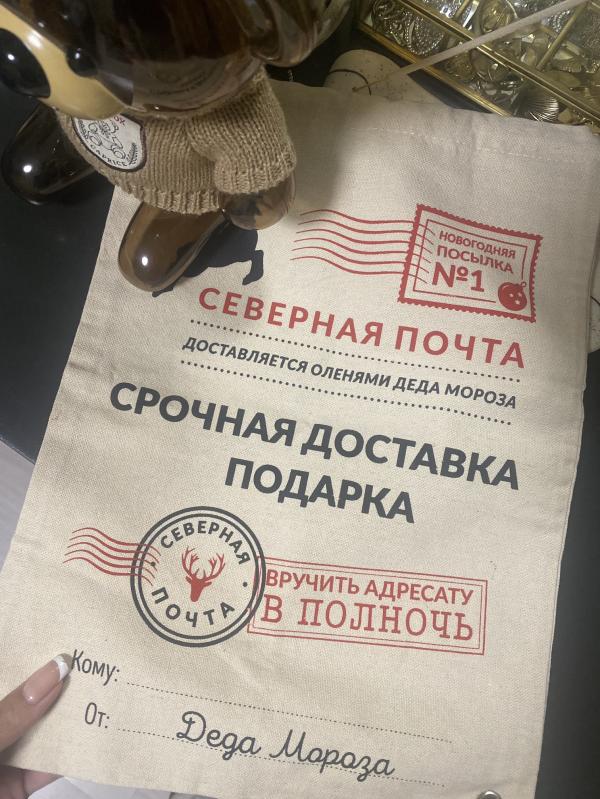 НОВОГОДНЯЯ
ПОСЫЛКА
№1
СЕВЕРНАЯ ПОЧТА
ДОСТАВЛЯЕТСЯ ОЛЕНЯМИ ДЕДА МОРОЗА
СРОЧНАЯ ДОСТАВКА
ПОДАРКА
СЕВЕРНАЯ
ПОЧТА
ВРУЧИТЬ АДРЕСАТУ
В ПОЛНОЧЬ
Кому:
От: Деда Мороза